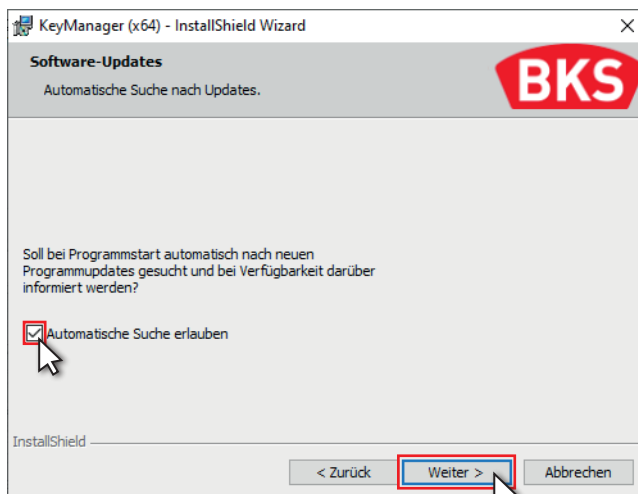 KeyManager (x64) - InstallShield Wizard
Software-Updates
Automatische Suche nach Updates.
BKS
Soll bei Programmstart automatisch nach neuen
Programmupdates gesucht und bei Verfügbarkeit darüber
informiert werden?
Automatische Suche erlauben
InstallShield
< Zurück Weiter > Abbrechen